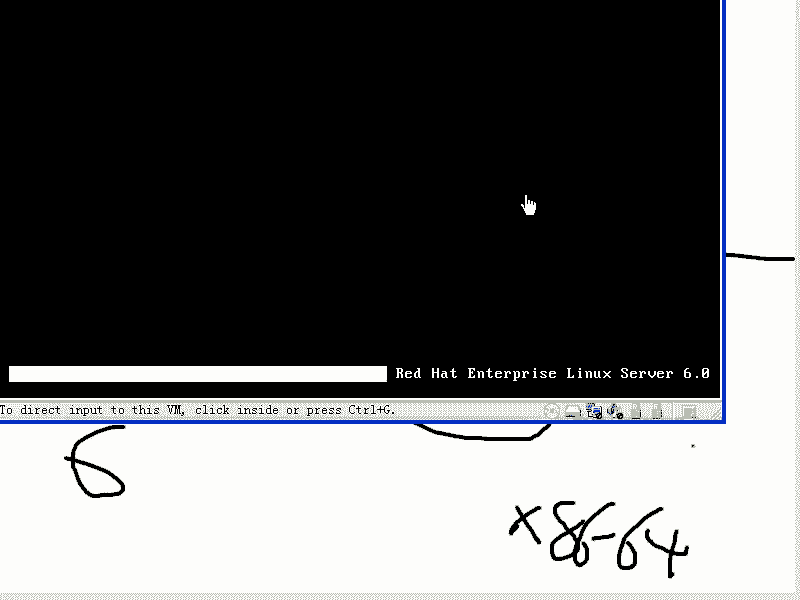 Red Hat Enterprise Linux Server 6.0
To direct input to this VM, click inside or press Ctrl+G.
6
x86-64